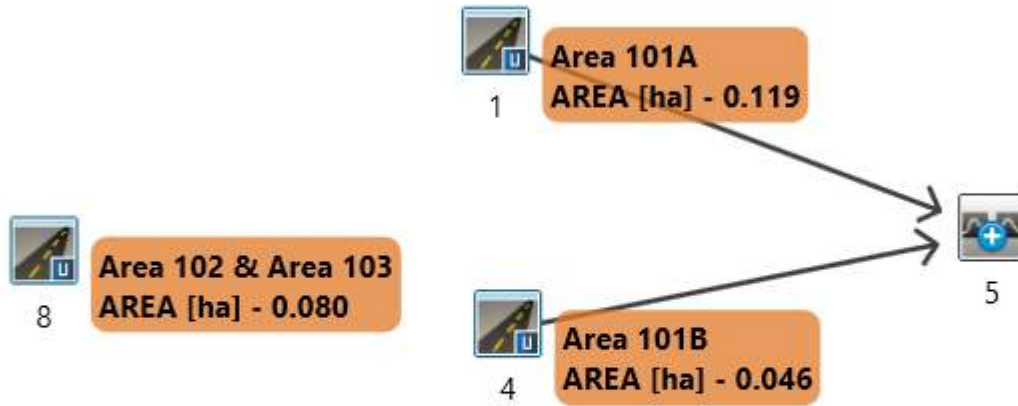 Area 101A
AREA [ha] - 0.119
U
1
Area 102 & Area 103
AREA [ha] - 0.080
U
8
5
Area 101B
AREA [ha] - 0.046
U
4